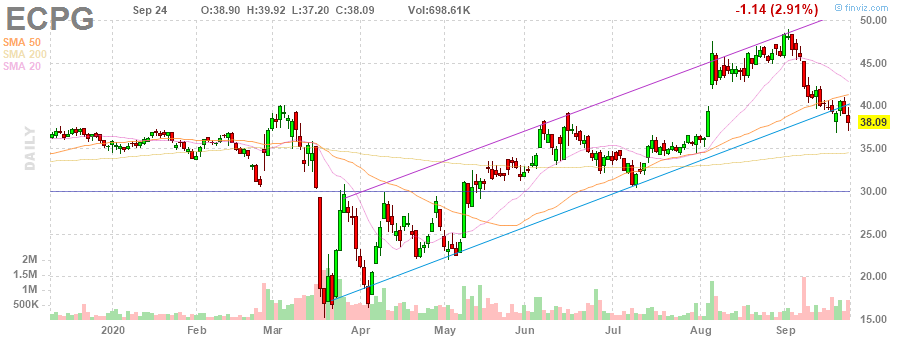 ECPG
Sep 24 O:38.90 H:39.92 L:37.20 C:38.09 Vol:698.61K -1.14 (2.91%)
© finviz.com
SMA 50
SMA 200
SMA 20
DAILY
50.00
45.00
40.00
38.09
35.00
30.00
25.00
20.00
15.00
2M
1.5M
1M
500K
2020 Feb Mar Apr May Jun Jul Aug Sep